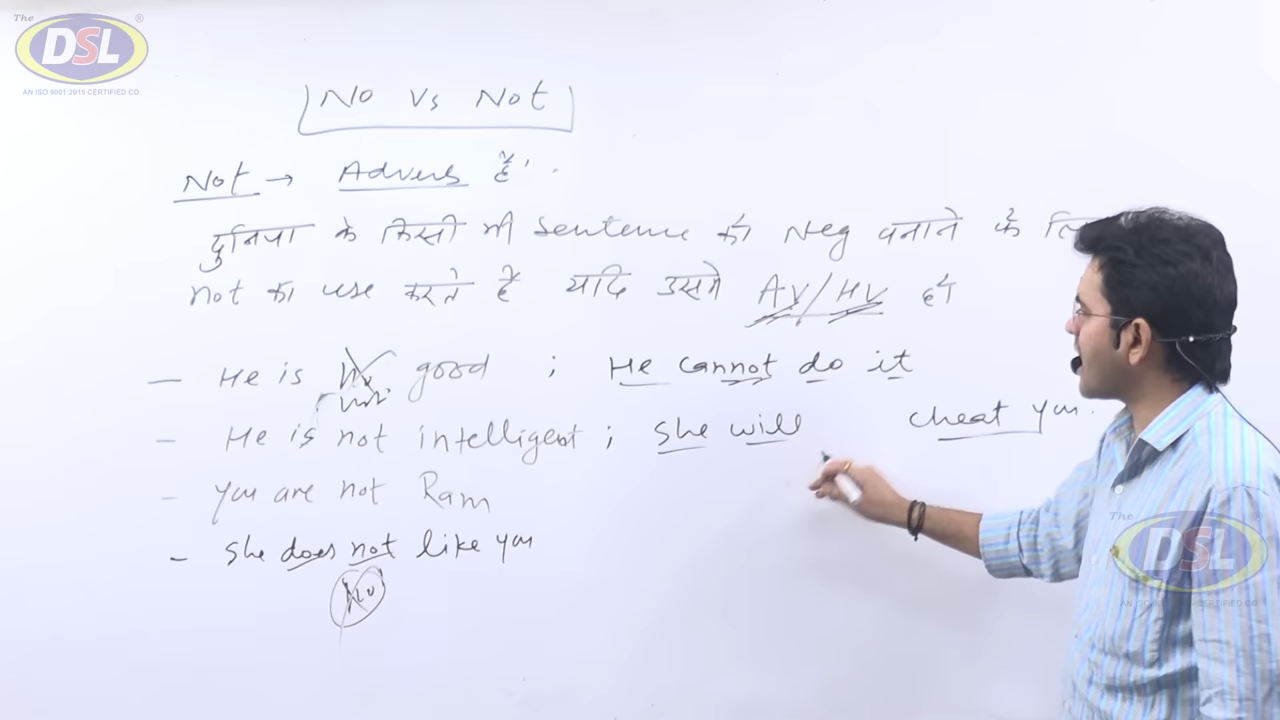 The
DSL
®
AN ISO 9001:2015 CERTIFIED CO.
No Vs Not
Not → Adverb है.
दुनिया के किसी भी Sentence को Neg बनाने के
not का use करते हैं यदि उसमे AV/HV हो
— He is good ; He cannot do it
not
- He is not intelligent ; She will cheat you.
- You are not Ram
- She does not like you
No
The
DSL